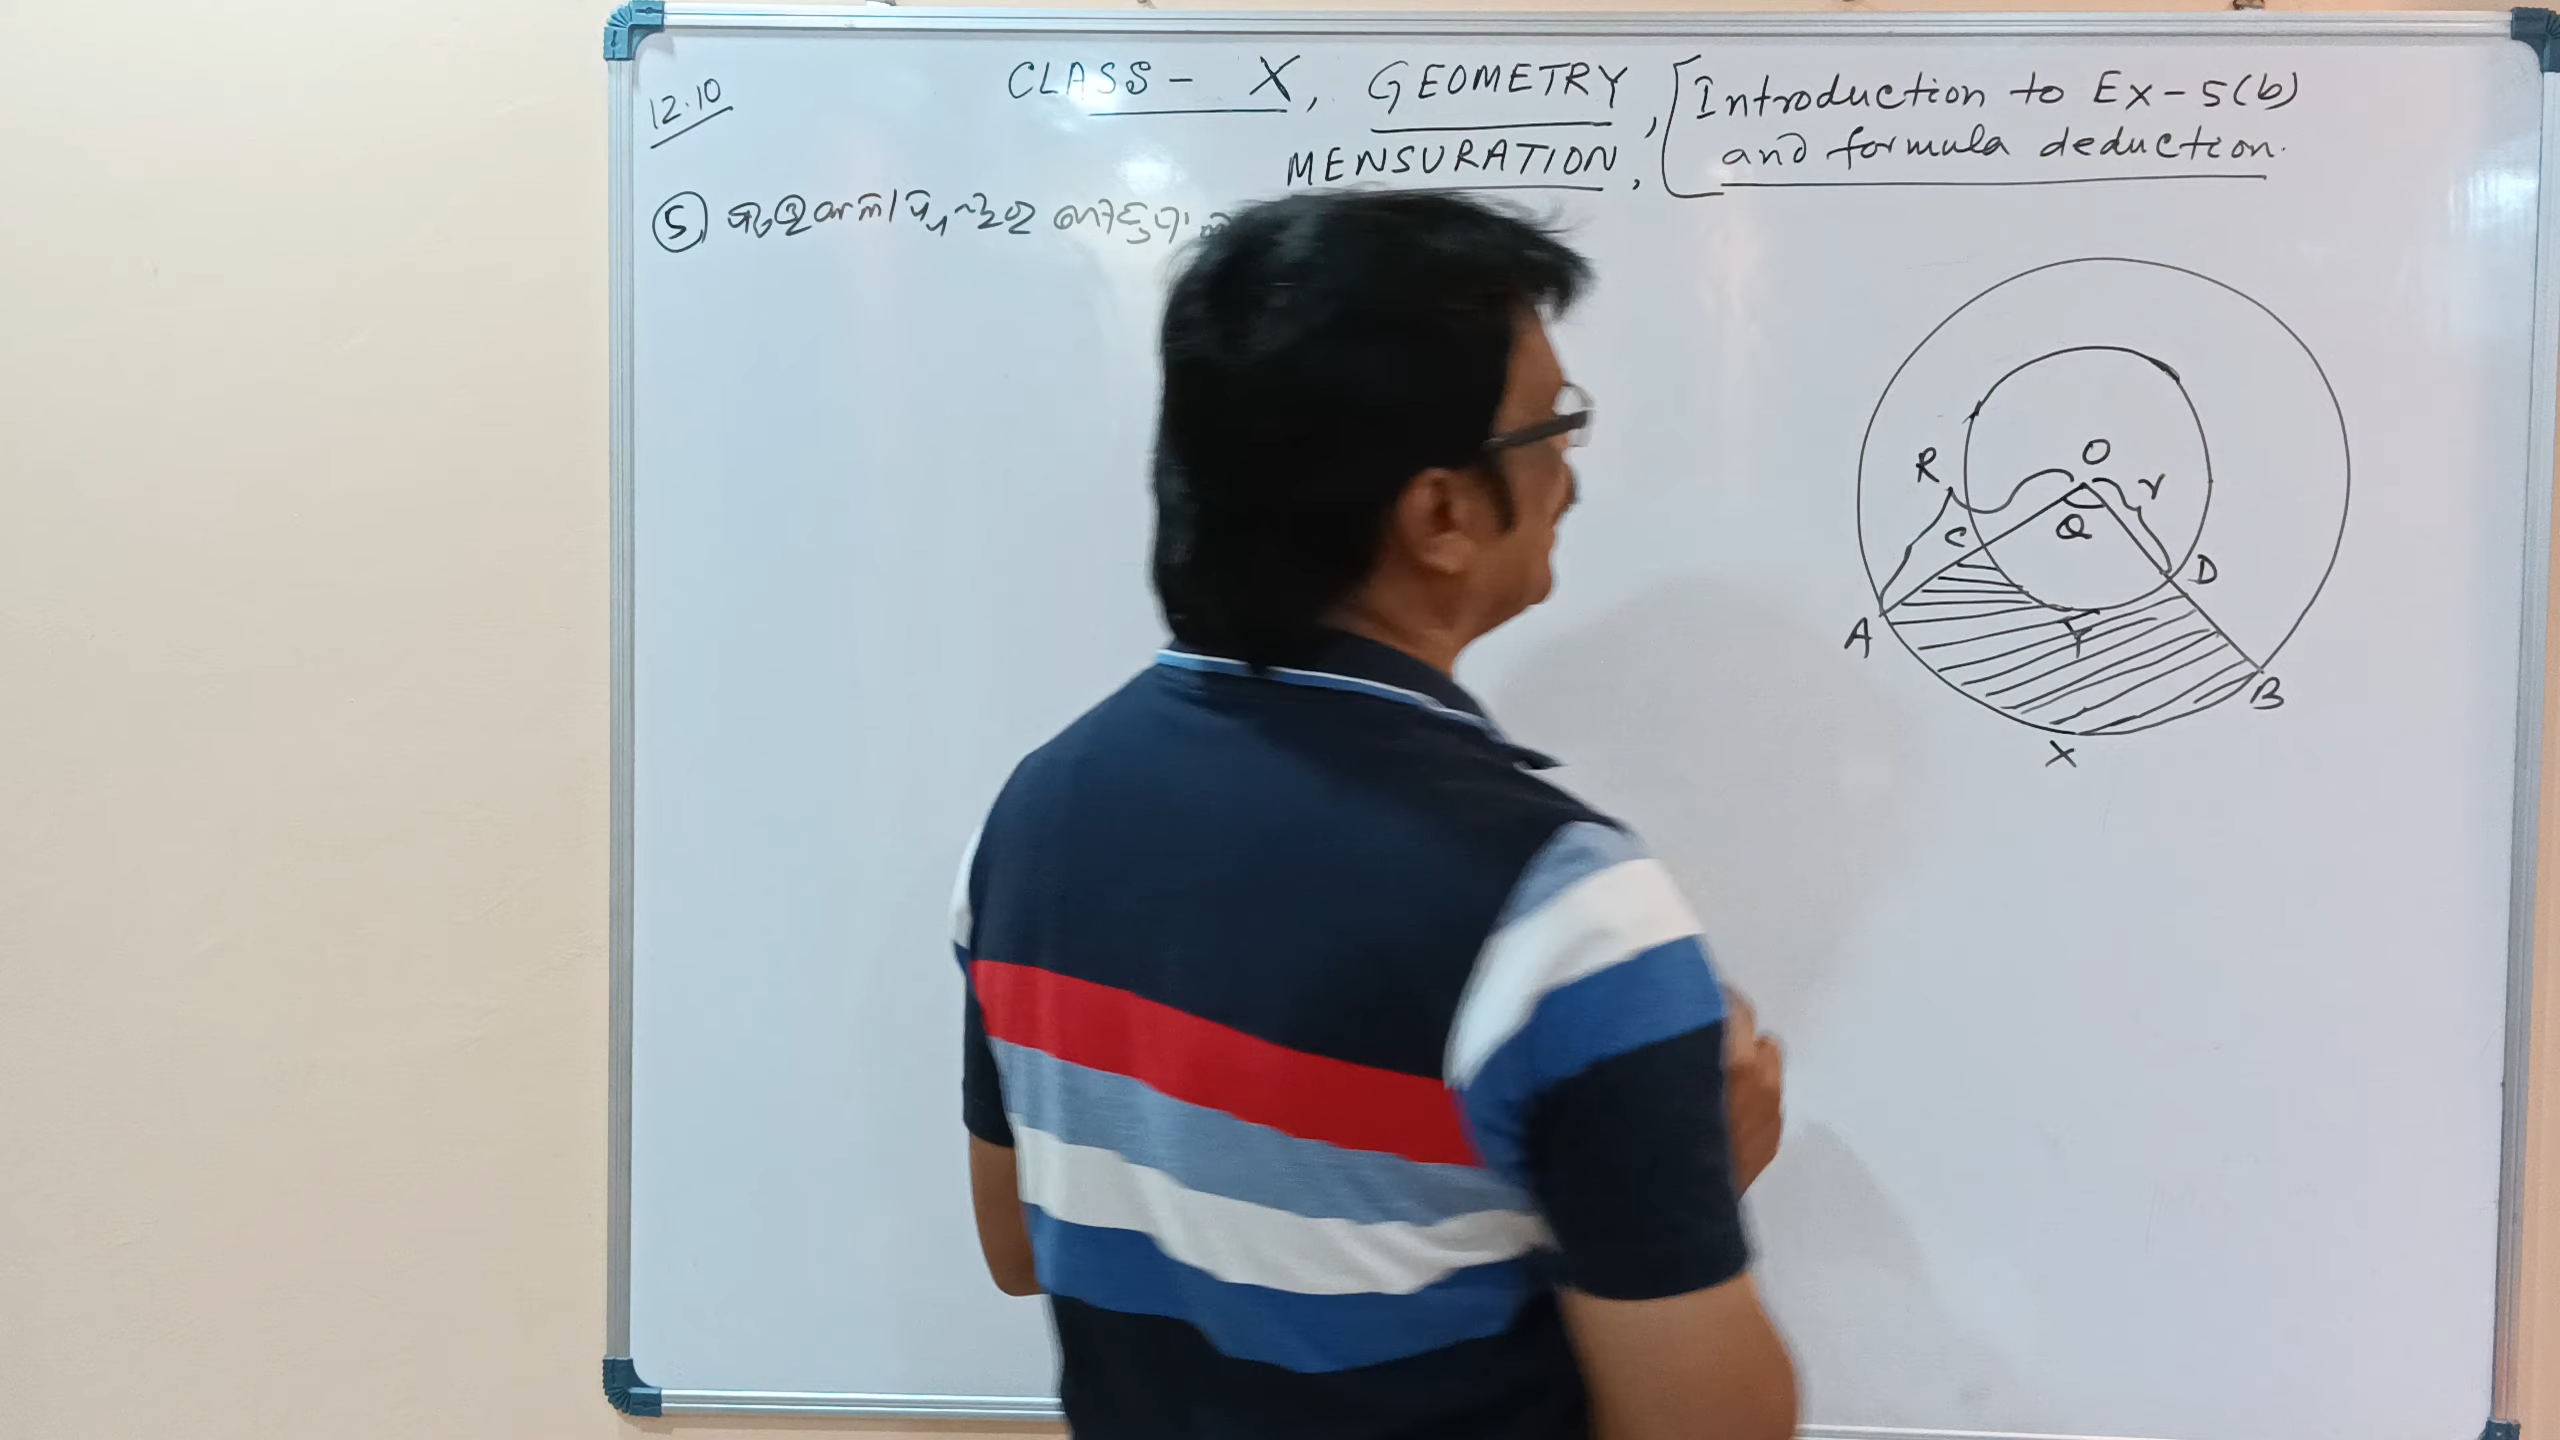 12.10
CLASS - X, GEOMETRY,
MENSURATION,
[Introduction to Ex-5(b)
and formula deduction.
5
O
R
r
C
Q
D
A
Y
B
X